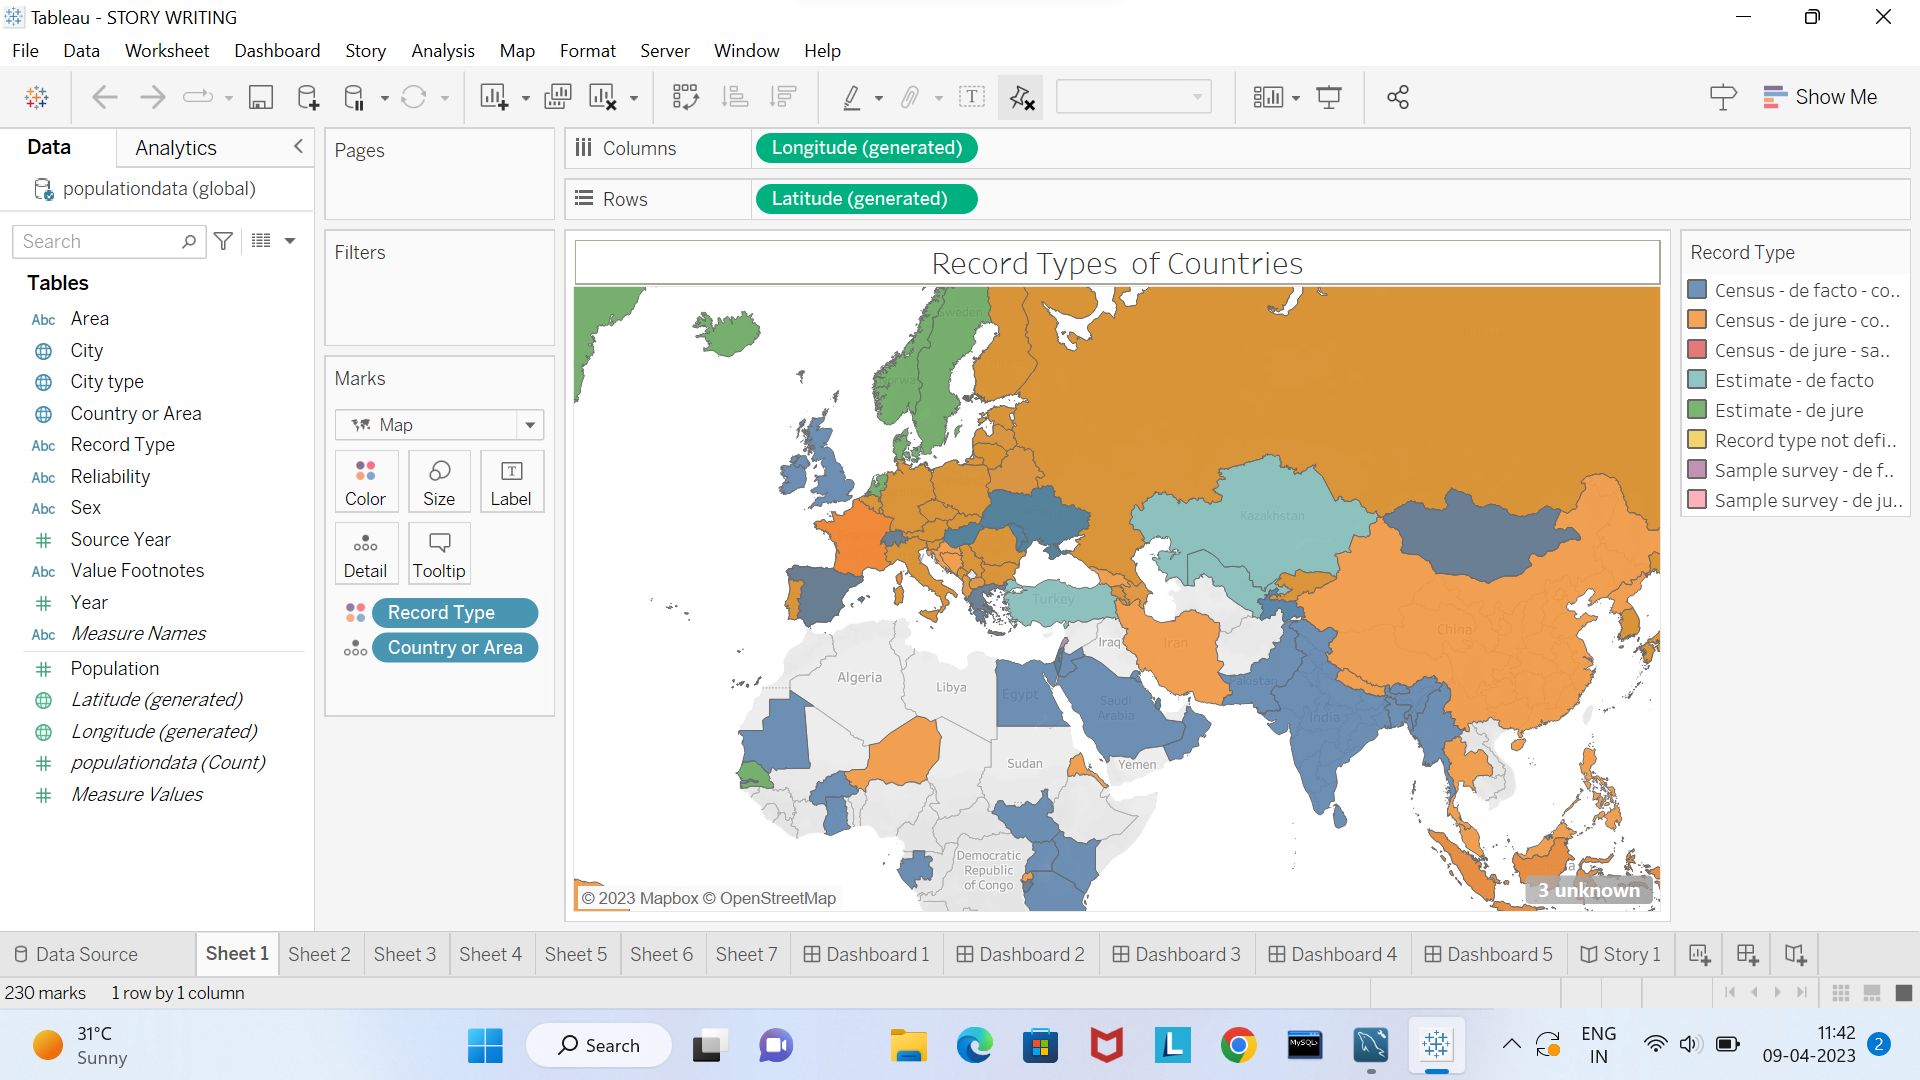 Tableau - STORY WRITING
File Data Worksheet Dashboard Story Analysis Map Format Server Window Help
Show Me
Data Analytics
populationdata (global)
Search
Tables
Abc Area
City
City type
Country or Area
Abc Record Type
Abc Reliability
Abc Sex
Source Year
Abc Value Footnotes
Year
Abc Measure Names
Population
Latitude (generated)
Longitude (generated)
populationdata (Count)
Measure Values
Pages
Filters
Marks
Map
Color Size Label
Detail Tooltip
Record Type
Country or Area
Columns Longitude (generated)
Rows Latitude (generated)
Record Types of Countries
Sweden
Kazakhstan
Turkey
China
Iraq
Iran
Algeria
Libya
Egypt
Pakistan
Saudi
Arabia
India
Sudan
Yemen
Democratic
Republic
of Congo
© 2023 Mapbox © OpenStreetMap
3 unknown
Record Type
Census - de facto - co..
Census - de jure - co..
Census - de jure - sa..
Estimate - de facto
Estimate - de jure
Record type not defi..
Sample survey - de f..
Sample survey - de ju..
Data Source Sheet 1 Sheet 2 Sheet 3 Sheet 4 Sheet 5 Sheet 6 Sheet 7 Dashboard 1 Dashboard 2 Dashboard 3 Dashboard 4 Dashboard 5 Story 1
230 marks 1 row by 1 column
31°C
Sunny
Search
L
MySQL
ENG
IN
11:42
09-04-2023
2